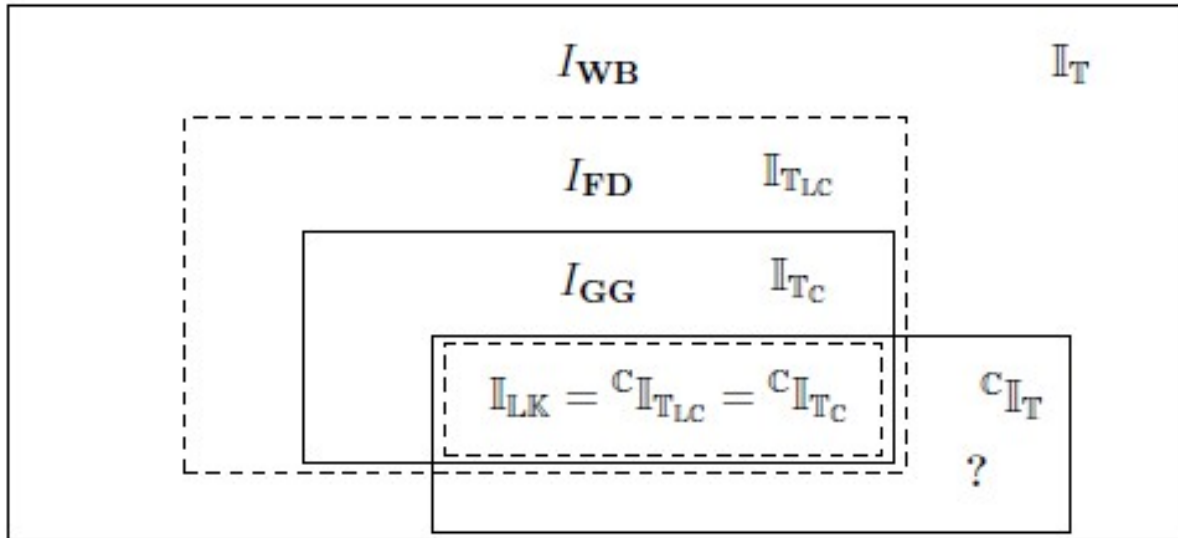 I_WB 𝕀_𝕋
I_FD 𝕀_𝕋_𝕃ℂ
I_GG 𝕀_𝕋_ℂ
𝕀_𝕃𝕂 = ^ℂ𝕀_𝕋_𝕃ℂ = ^ℂ𝕀_𝕋_ℂ ^ℂ𝕀_𝕋
?